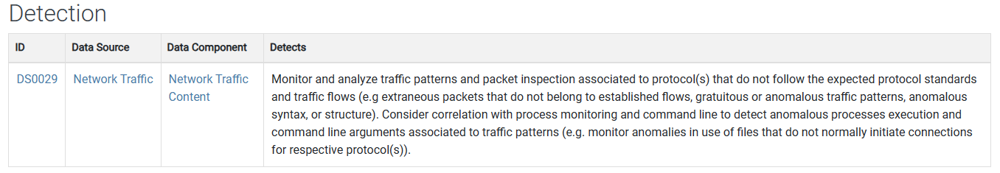 Detection
ID Data Source Data Component Detects
DS0029 Network Traffic Network Traffic Content Monitor and analyze traffic patterns and packet inspection associated to protocol(s) that do not follow the expected protocol standards
and traffic flows (e.g extraneous packets that do not belong to established flows, gratuitous or anomalous traffic patterns, anomalous
syntax, or structure). Consider correlation with process monitoring and command line to detect anomalous processes execution and
command line arguments associated to traffic patterns (e.g. monitor anomalies in use of files that do not normally initiate connections
for respective protocol(s)).